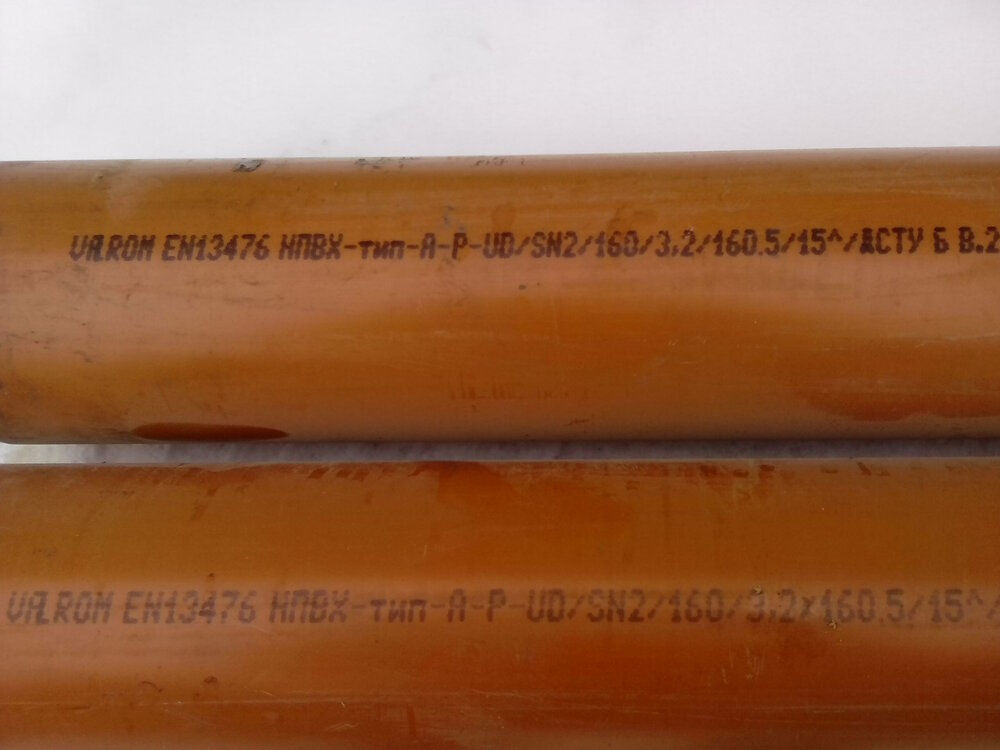 VALROM EN13476 НПВХ-тип-А-Р-UD/SN2/160/3,2/160.5/15^/ДСТУ Б В.2
VALROM EN13476 НПВХ-тип-А-Р-UD/SN2/160/3,2x160.5/15^/